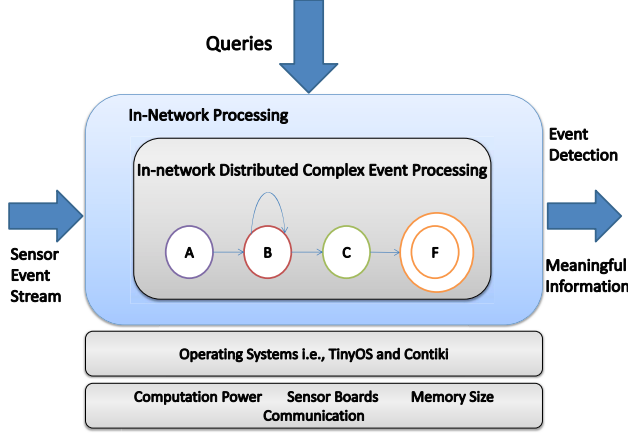 Queries
In-Network Processing
Event
Detection
In-network Distributed Complex Event Processing
A B C F
Sensor
Event
Stream
Meaningful
Information
Operating Systems i.e., TinyOS and Contiki
Computation Power Sensor Boards Memory Size
Communication